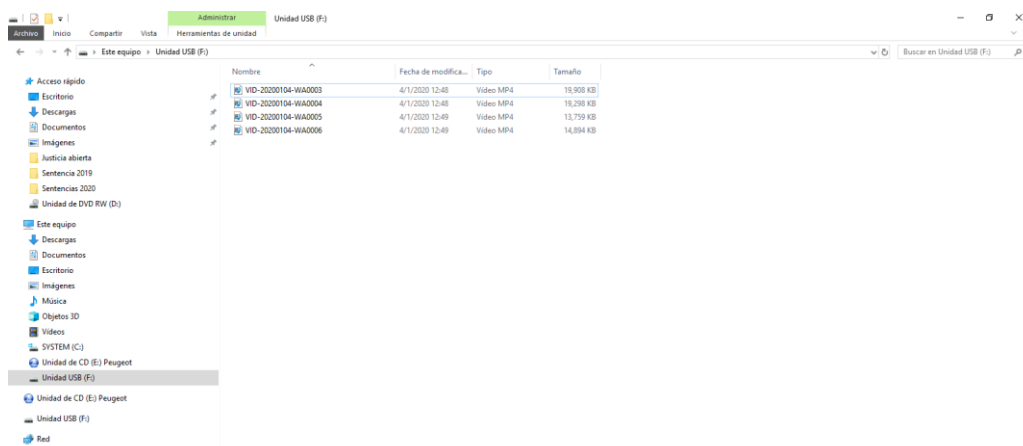 Administrar Unidad USB (F:)
Archivo Inicio Compartir Vista Herramientas de unidad
Este equipo Unidad USB (F:) Buscar en Unidad USB (F:)
Nombre Fecha de modifica... Tipo Tamaño
VID-20200104-WA0003 4/1/2020 12:48 Vídeo MP4 19,908 KB
VID-20200104-WA0004 4/1/2020 12:48 Vídeo MP4 19,298 KB
VID-20200104-WA0005 4/1/2020 12:49 Vídeo MP4 13,759 KB
VID-20200104-WA0006 4/1/2020 12:49 Vídeo MP4 14,894 KB
Acceso rápido
Escritorio
Descargas
Documentos
Imágenes
Justicia abierta
Sentencia 2019
Sentencias 2020
Unidad de DVD RW (D:)
Este equipo
Descargas
Documentos
Escritorio
Imágenes
Música
Objetos 3D
Vídeos
SYSTEM (C:)
Unidad de CD (E:) Peugeot
Unidad USB (F:)
Unidad de CD (E:) Peugeot
Unidad USB (F:)
Red